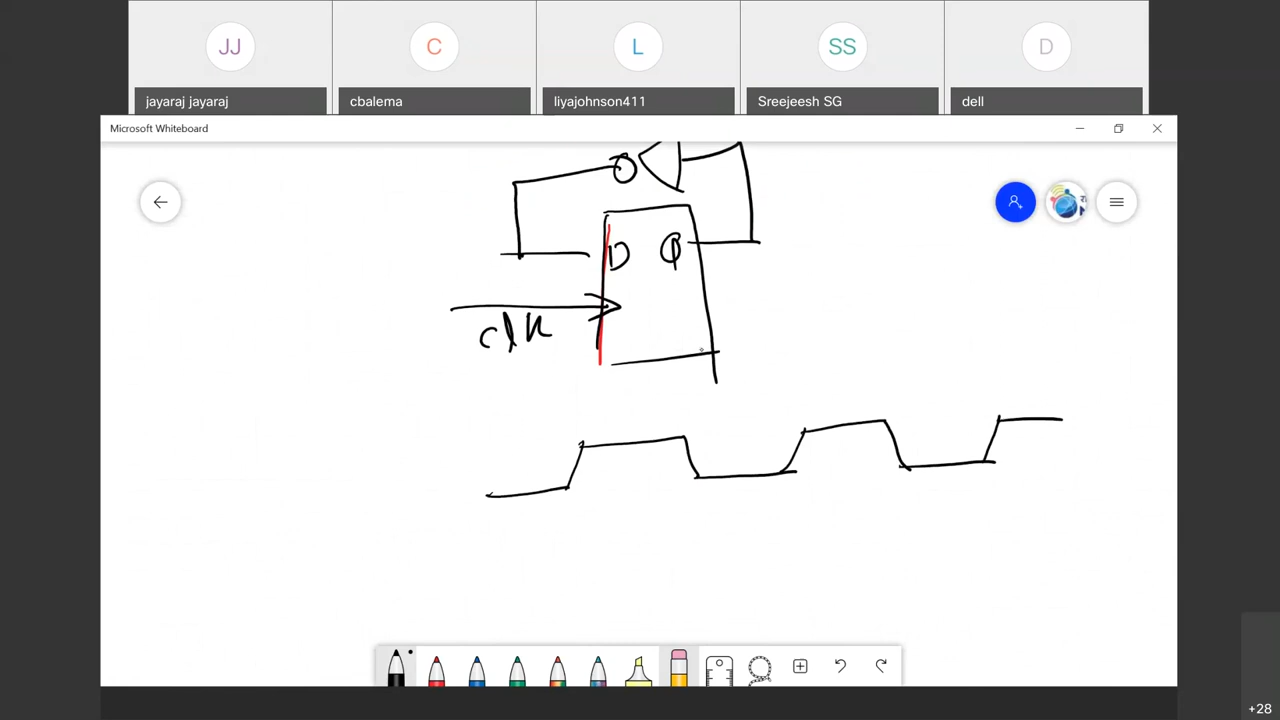 JJ
C
L
SS
D
jayaraj jayaraj
cbalema
liyajohnson411
Sreejeesh SG
dell
Microsoft Whiteboard
D Q
clk
+28